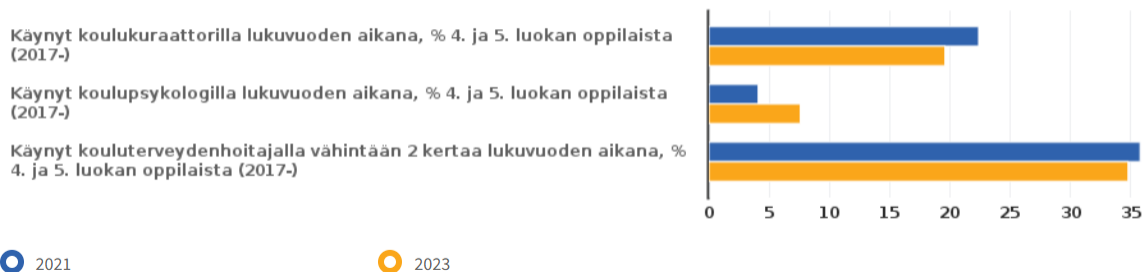 Käynyt koulukuraattorilla lukuvuoden aikana, % 4. ja 5. luokan oppilaista
(2017-)
Käynyt koulupsykologilla lukuvuoden aikana, % 4. ja 5. luokan oppilaista
(2017-)
Käynyt kouluterveydenhoitajalla vähintään 2 kertaa lukuvuoden aikana, %
4. ja 5. luokan oppilaista (2017-)
0 5 10 15 20 25 30 35
2021 2023